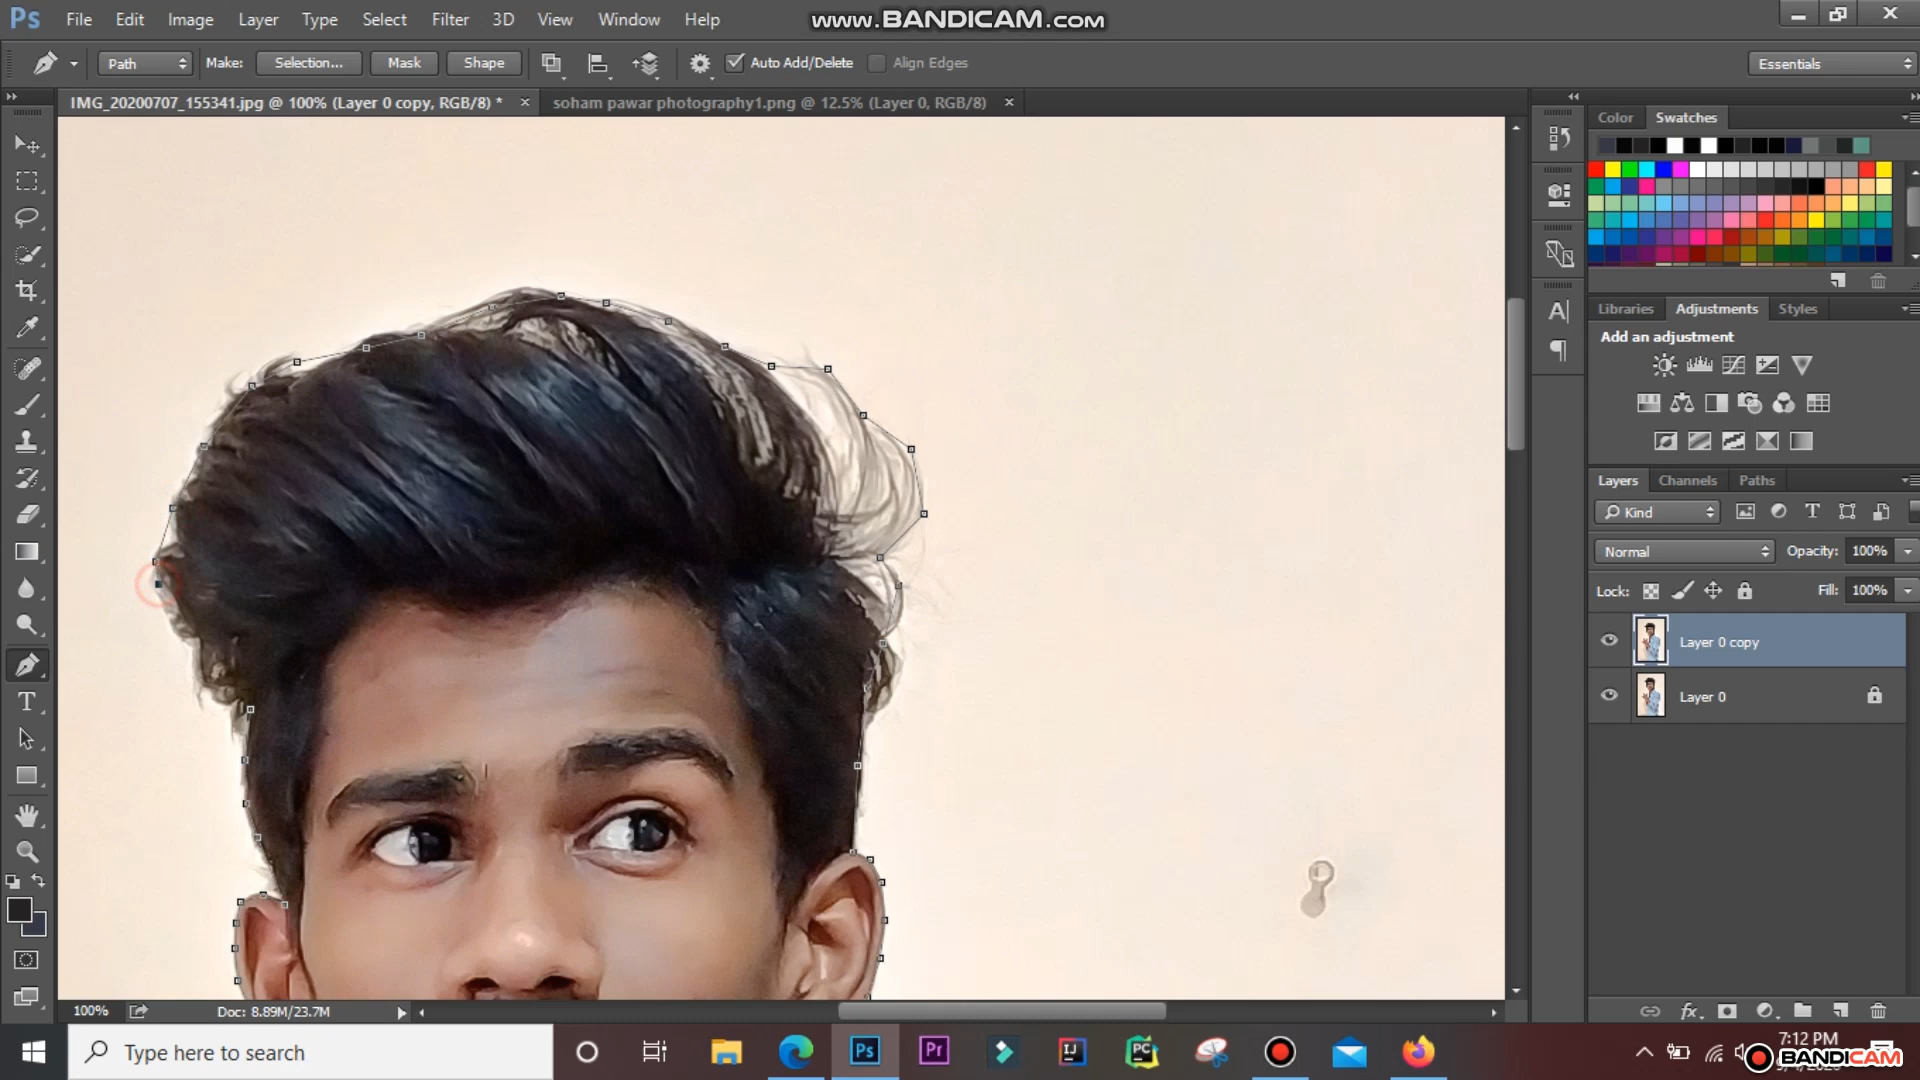 Ps File Edit Image Layer Type Select Filter 3D View Window Help
www.BANDICAM.com
Path Make: Selection... Mask Shape Auto Add/Delete Align Edges Essentials
IMG_20200707_155341.jpg @ 100% (Layer 0 copy, RGB/8) * × soham pawar photography1.png @ 12.5% (Layer 0, RGB/8) ×
Color Swatches
Libraries Adjustments Styles
Add an adjustment
Layers Channels Paths
Kind
Normal Opacity: 100%
Lock: Fill: 100%
Layer 0 copy
Layer 0
100% Doc: 8.89M/23.7M
Type here to search
Ps Pr IJ PC
7:12 PM
BANDICAM